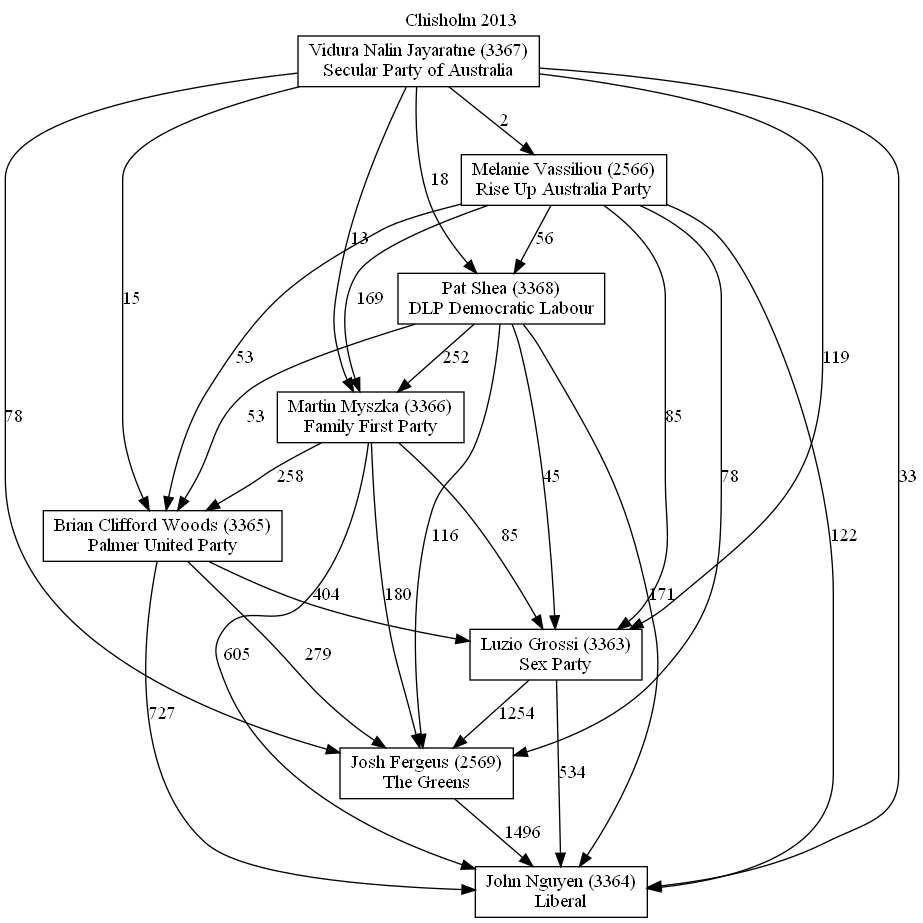 Chisholm 2013
Vidura Nalin Jayaratne (3367)
Secular Party of Australia
2
Melanie Vassiliou (2566)
Rise Up Australia Party
18
13
56
Pat Shea (3368)
DLP Democratic Labour
15
169
53
252
119
Martin Myszka (3366)
Family First Party
78
53
85
258
45
78
33
Brian Clifford Woods (3365)
Palmer United Party
116
85
122
404
180
171
Luzio Grossi (3363)
Sex Party
605
279
727
1254
Josh Fergeus (2569)
The Greens
534
1496
John Nguyen (3364)
Liberal